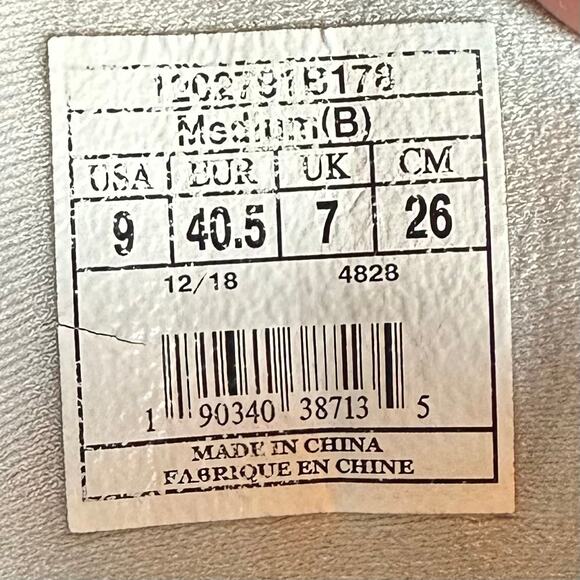 1202791B178
Medium(B)
USA EUR UK CM
9 40.5 7 26
12/18 4828
1 90340 38713 5
MADE IN CHINA
FABRIQUE EN CHINE